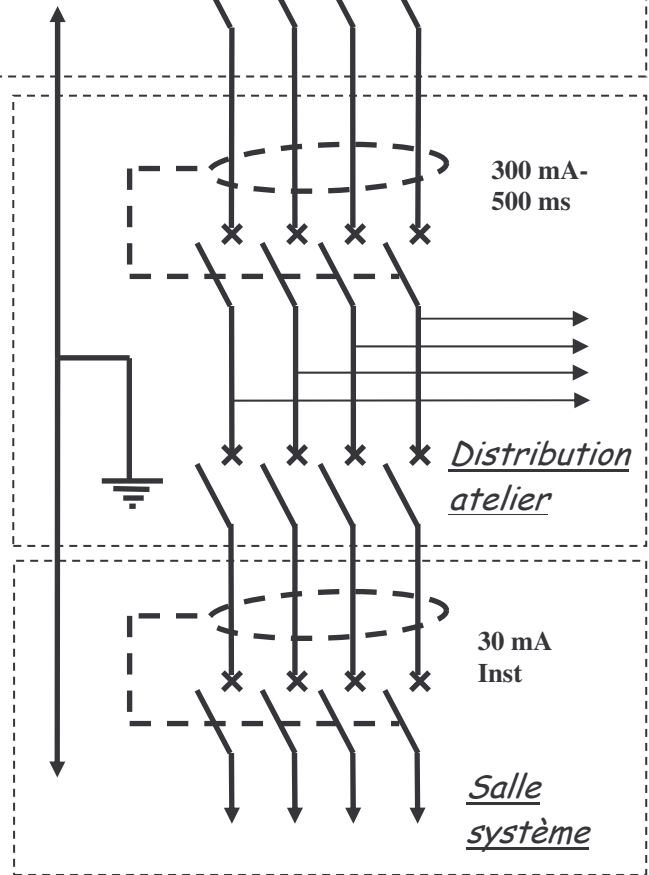 300 mA-
500 ms
Distribution
atelier
30 mA
Inst
Salle
système